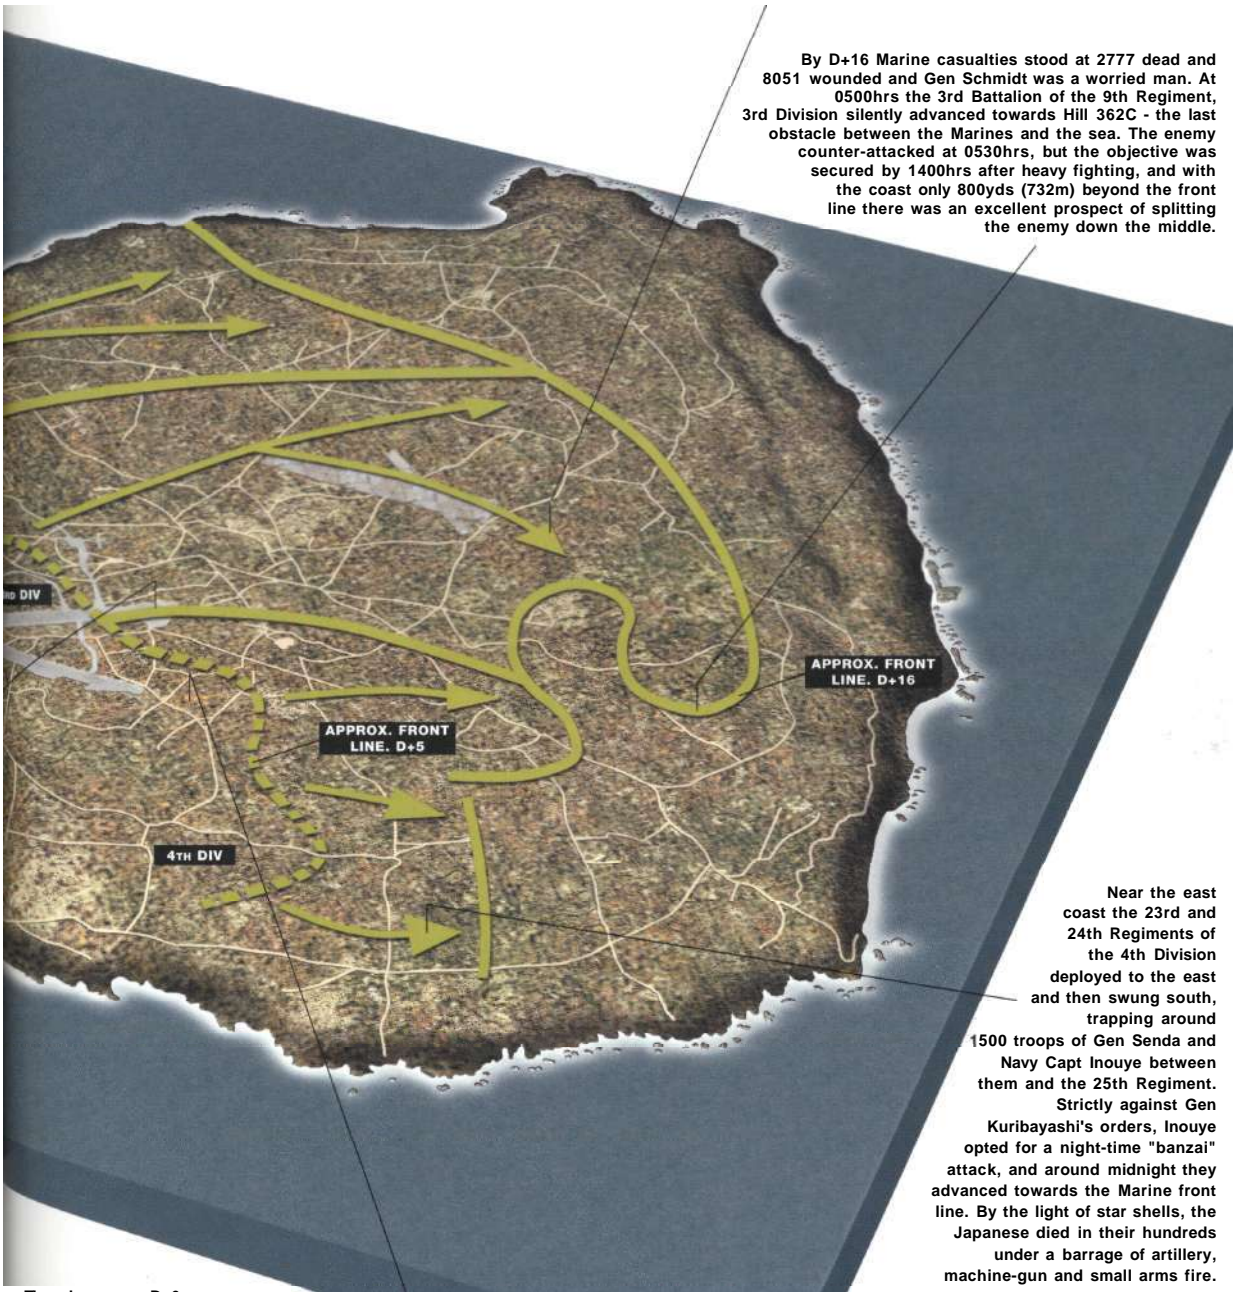 By D+16 Marine casualties stood at 2777 dead and
8051 wounded and Gen Schmidt was a worried man. At
0500hrs the 3rd Battalion of the 9th Regiment,
3rd Division silently advanced towards Hill 362C - the last
obstacle between the Marines and the sea. The enemy
counter-attacked at 0530hrs, but the objective was
secured by 1400hrs after heavy fighting, and with
the coast only 800yds (732m) beyond the front
line there was an excellent prospect of splitting
the enemy down the middle.
RD DIV
APPROX. FRONT
LINE. D+16
APPROX. FRONT
LINE. D+5
4TH DIV
Near the east
coast the 23rd and
24th Regiments of
the 4th Division
deployed to the east
and then swung south,
trapping around
1500 troops of Gen Senda and
Navy Capt Inouye between
them and the 25th Regiment.
Strictly against Gen
Kuribayashi's orders, Inouye
opted for a night-time "banzai"
attack, and around midnight they
advanced towards the Marine front
line. By the light of star shells, the
Japanese died in their hundreds
under a barrage of artillery,
machine-gun and small arms fire.